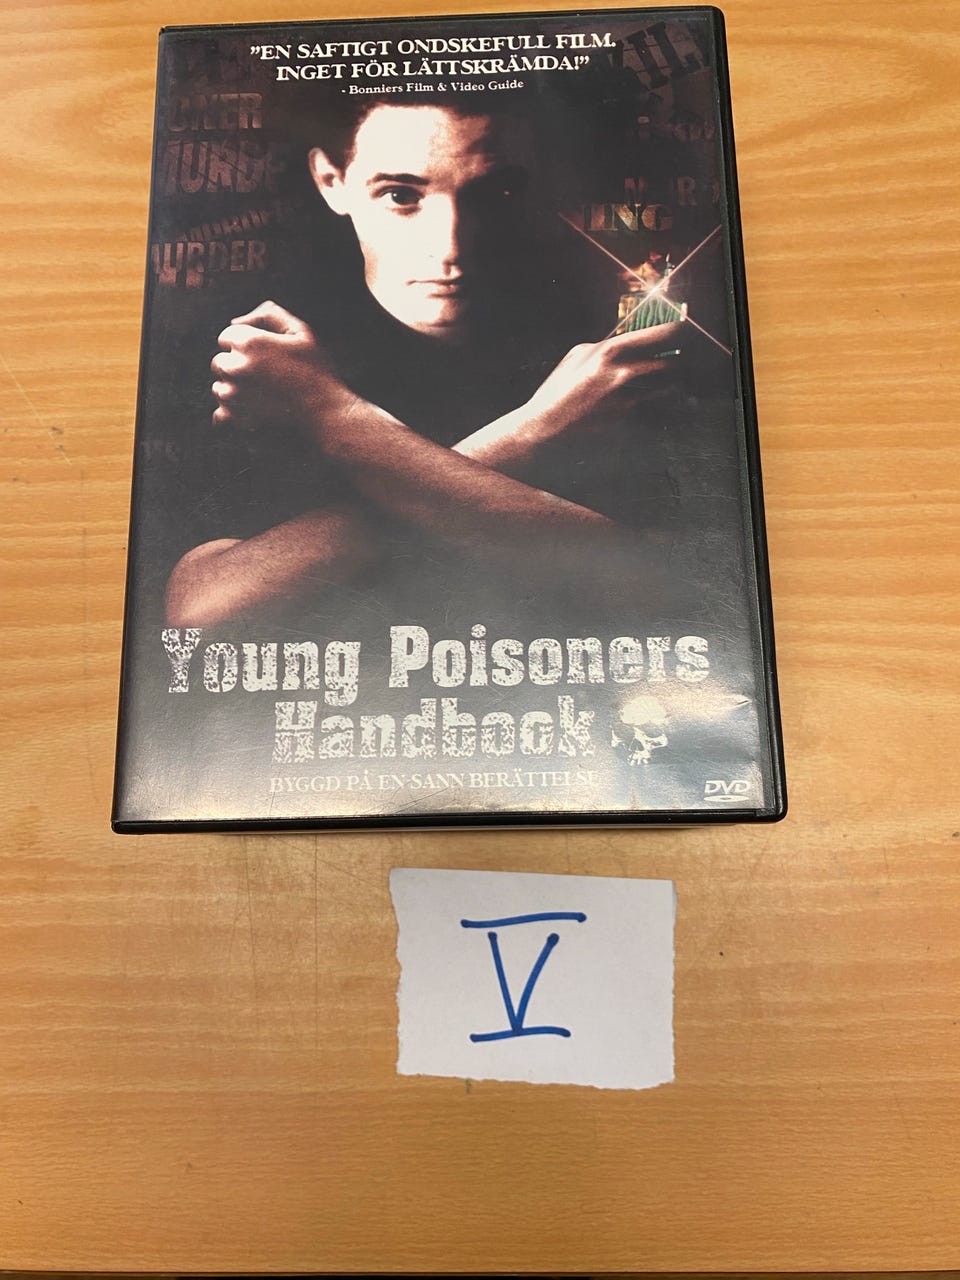 ”EN SAFTIGT ONDSKEFULL FILM.
INGET FÖR LÄTTSKRÄMDA!”
- Bonniers Film & Video Guide
MURDER
ING
Young Poisoners
Handbook
BYGGD PÅ EN SANN BERÄTTELSE
DVD
V